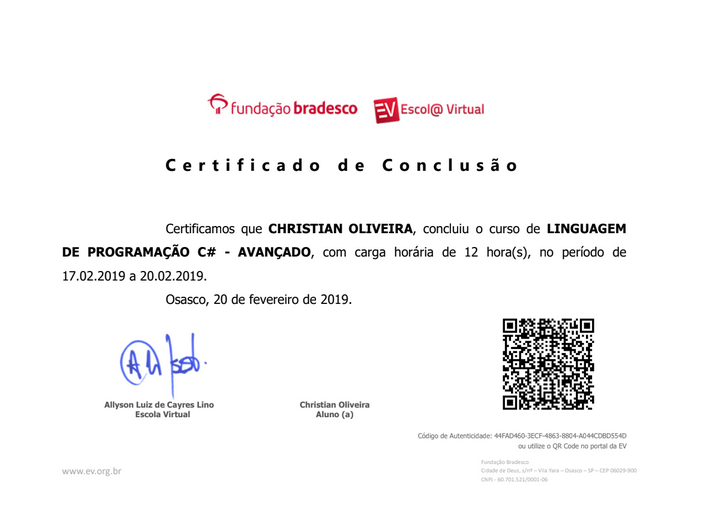 fundação bradesco EV Escol@ Virtual
Certificado de Conclusão
Certificamos que CHRISTIAN OLIVEIRA, concluiu o curso de LINGUAGEM
DE PROGRAMAÇÃO C# - AVANÇADO, com carga horária de 12 hora(s), no período de
17.02.2019 a 20.02.2019.
Osasco, 20 de fevereiro de 2019.
Allyson Luiz de Cayres Lino
Escola Virtual
Christian Oliveira
Aluno (a)
Código de Autenticidade: 44FAD460-3ECF-4863-8804-A044CDBD554D
ou utilize o QR Code no portal da EV
Fundação Bradesco
Cidade de Deus, s/nº – Vila Yara – Osasco – SP – CEP 06029-900
CNPJ - 60.701.521/0001-06
www.ev.org.br